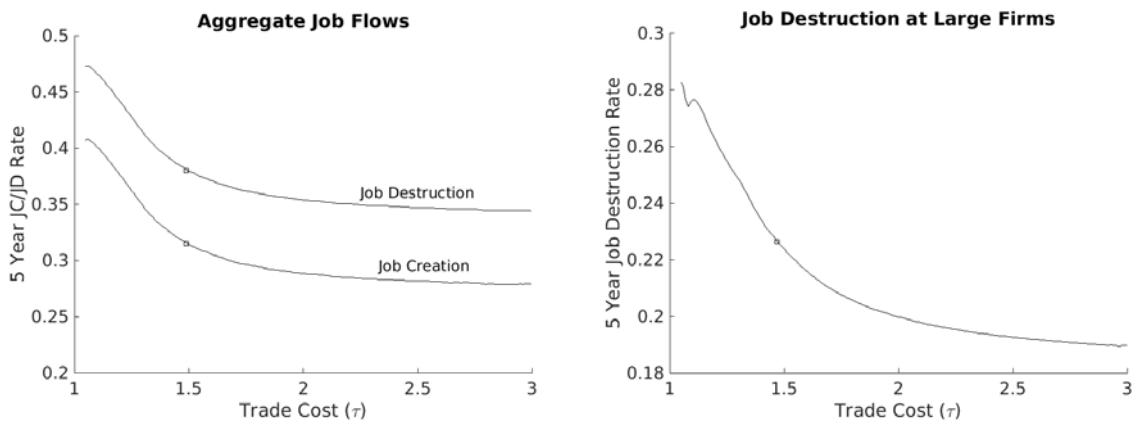 Aggregate Job Flows
0.5
0.45
0.4
0.35
0.3
0.25
0.2
5 Year JC/JD Rate
Job Destruction
Job Creation
1 1.5 2 2.5 3
Trade Cost (τ)
Job Destruction at Large Firms
0.3
0.28
0.26
0.24
0.22
0.2
0.18
5 Year Job Destruction Rate
1 1.5 2 2.5 3
Trade Cost (τ)